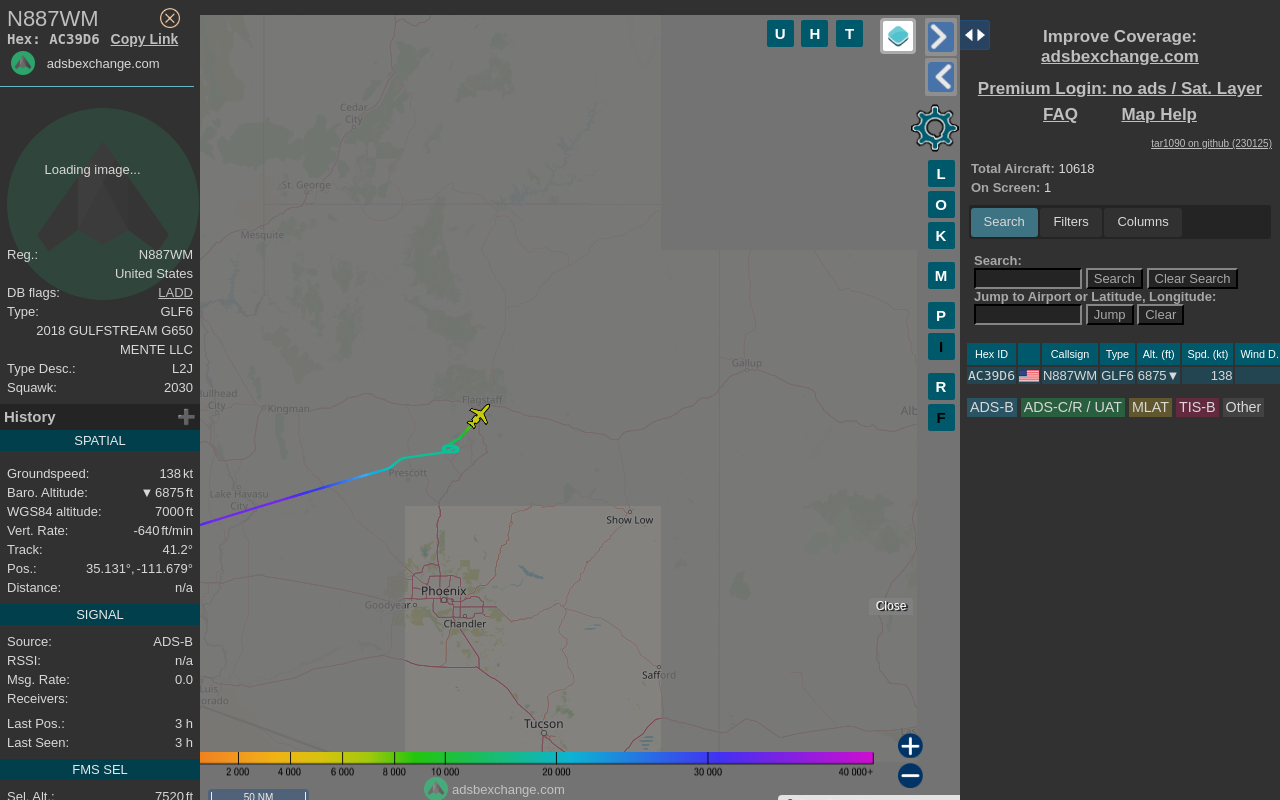 N887WM
Hex: AC39D6 Copy Link
adsbexchange.com
Loading image...
Reg.: N887WM
United States
DB flags: LADD
Type: GLF6
2018 GULFSTREAM G650
MENTE LLC
Type Desc.: L2J
Squawk: 2030
History
SPATIAL
Groundspeed: 138 kt
Baro. Altitude: ▼ 6875 ft
WGS84 altitude: 7000 ft
Vert. Rate: -640 ft/min
Track: 41.2°
Pos.: 35.131°, -111.679°
Distance: n/a
SIGNAL
Source: ADS-B
RSSI: n/a
Msg. Rate: 0.0
Receivers:
Last Pos.: 3 h
Last Seen: 3 h
FMS SEL
Sel. Alt.: 7520 ft
U H T
L
O
K
M
P
I
R
F
Cedar
City
St. George
Mesquite
Gallup
Kingman
Flagstaff
Prescott
Lake Havasu
City
Show Low
Phoenix
Goodyear
Chandler
Safford
Tucson
Close
2 000 4 000 6 000 8 000 10 000 20 000 30 000 40 000+
adsbexchange.com
50 NM
Improve Coverage:
adsbexchange.com
Premium Login: no ads / Sat. Layer
FAQ Map Help
tar1090 on github (230125)
Total Aircraft: 10618
On Screen: 1
Search Filters Columns
Search:
Search Clear Search
Jump to Airport or Latitude, Longitude:
Jump Clear
Hex ID Callsign Type Alt. (ft) Spd. (kt) Wind D.
AC39D6 N887WM GLF6 6875▼ 138
ADS-B ADS-C/R / UAT MLAT TIS-B Other